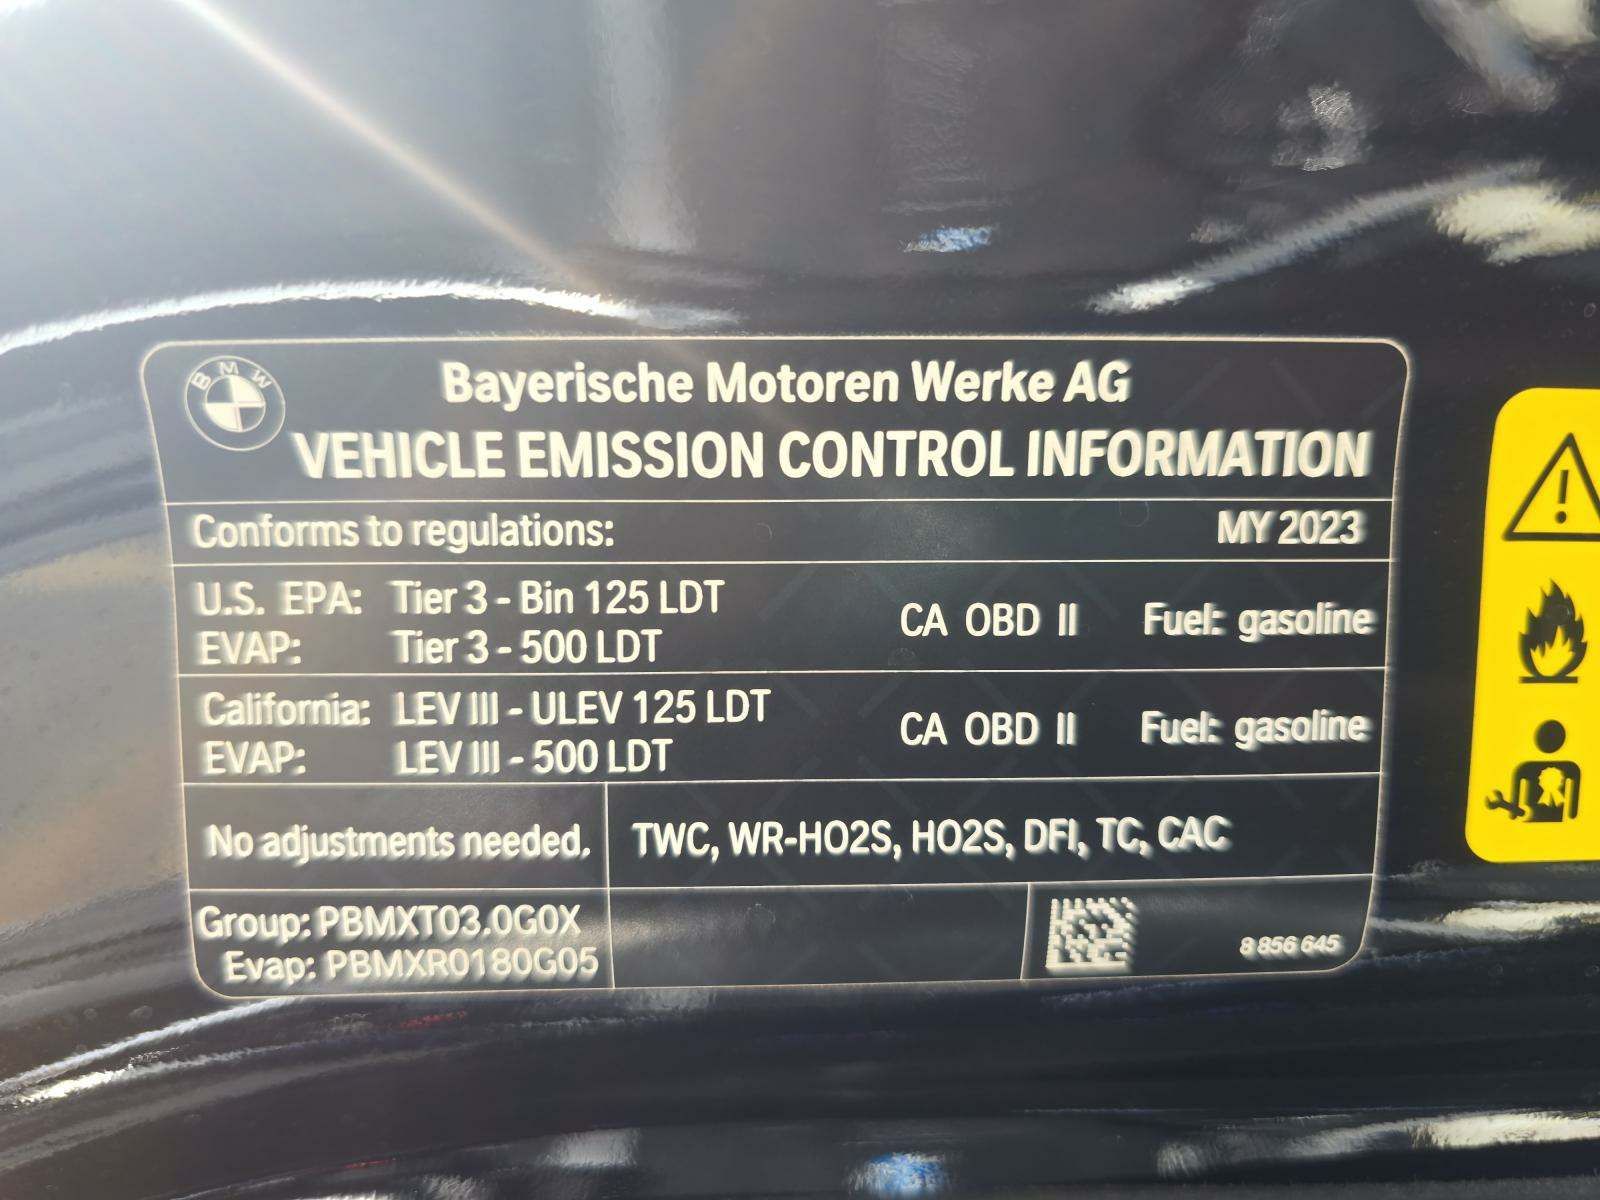 BMW
Bayerische Motoren Werke AG
VEHICLE EMISSION CONTROL INFORMATION
Conforms to regulations: MY 2023
U.S. EPA: Tier 3 - Bin 125 LDT
EVAP: Tier 3 - 500 LDT
CA OBD II Fuel: gasoline
California: LEV III - ULEV 125 LDT
EVAP: LEV III - 500 LDT
CA OBD II Fuel: gasoline
No adjustments needed.
TWC, WR-HO2S, HO2S, DFI, TC, CAC
Group: PBMXT03.0G0X
Evap: PBMXR0180G05
8 856 645